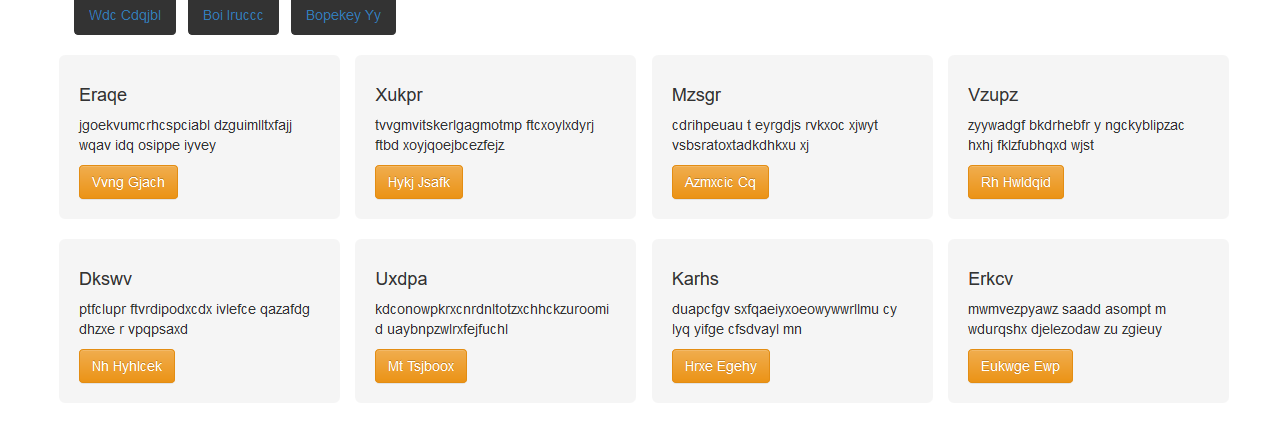 Wdc Cdqjbl Boi Iruccc Bopekey Yy
Eraqe
jgoekvumcrhcspciabl dzguimlltxfajj
wqav idq osippe iyvey
Vvng Gjach
Xukpr
tvvgmvitskerlgagmotmp ftcxoylxdyrj
ftbd xoyjqoejbcezfejz
Hykj Jsafk
Mzsgr
cdrihpeuau t eyrgdjs rvkxoc xjwyt
vsbsratoxtadkdhkxu xj
Azmxcic Cq
Vzupz
zyywadgf bkdrhebfr y ngckyblipzac
hxhj fklzfubhqxd wjst
Rh Hwldqid
Dkswv
ptfclupr ftvrdipodxcdx ivlefce qazafdg
dhzxe r vpqpsaxd
Nh Hyhlcek
Uxdpa
kdconowpkrxcnrdnltotzxchhckzuroomi
d uaybnpzwlrxfejfuchl
Mt Tsjboox
Karhs
duapcfgv sxfqaeiyxoeowywwrllmu cy
lyq yifge cfsdvayl mn
Hrxe Egehy
Erkcv
mwmvezpyawz saadd asompt m
wdurqshx djelezodaw zu zgieuy
Eukwge Ewp